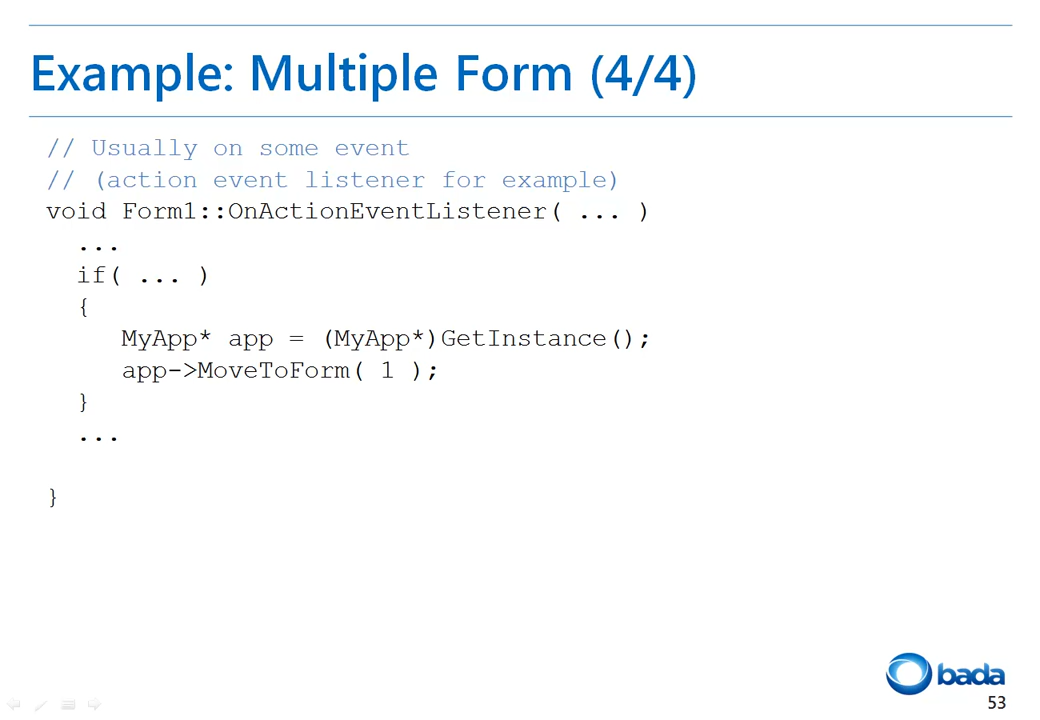 Example: Multiple Form (4/4)
// Usually on some event
// (action event listener for example)
void Form1::OnActionEventListener( ... )
...
if( ... )
{
MyApp* app = (MyApp*)GetInstance();
app->MoveToForm( 1 );
}
...
}
bada
53